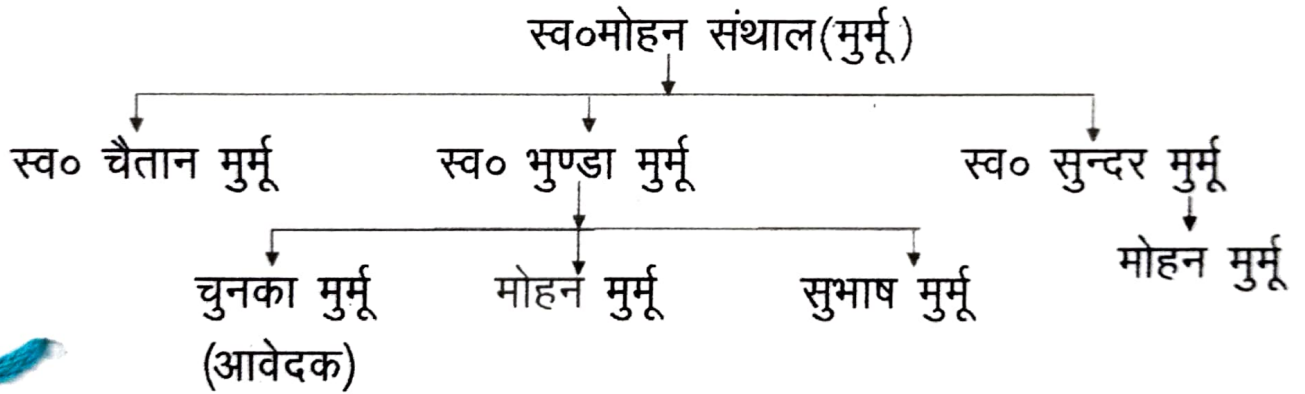 स्व०मोहन संथाल(मुर्मू)
स्व० चैतान मुर्मू स्व० भुण्डा मुर्मू स्व० सुन्दर मुर्मू
मोहन मुर्मू
चुनका मुर्मू मोहन मुर्मू सुभाष मुर्मू
(आवेदक)